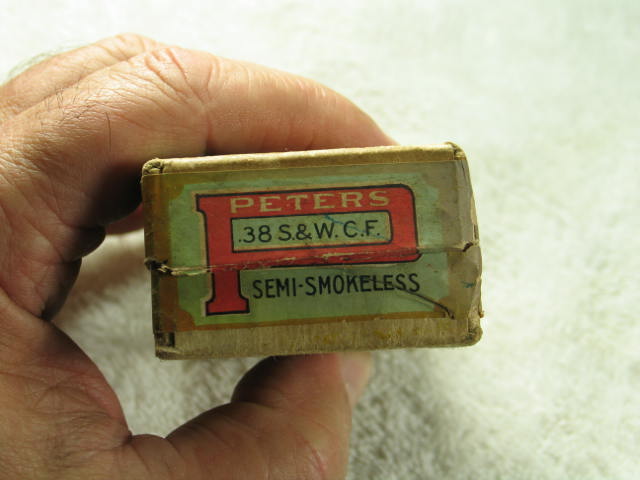 PETERS
.38 S.& W. C.F.
SEMI-SMOKELESS